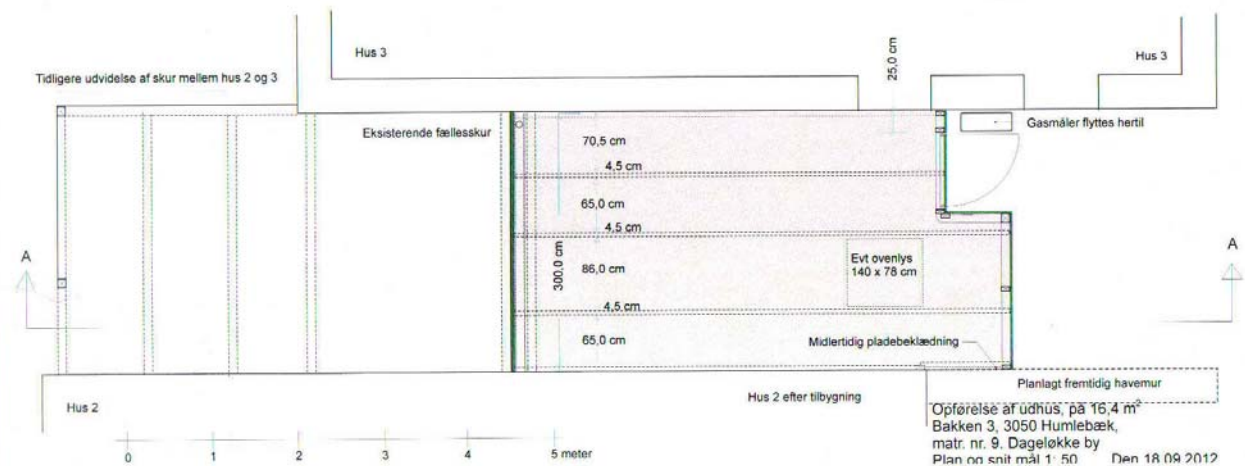 Hus 3
25,0 cm
Hus 3
Tidligere udvidelse af skur mellem hus 2 og 3
Eksisterende fællesskur
Gasmåler flyttes hertil
70,5 cm
4,5 cm
65,0 cm
4,5 cm
300,0 cm
86,0 cm
4,5 cm
65,0 cm
Evt ovenlys
140 x 78 cm
A
A
Midlertidig pladebeklædning
Planlagt fremtidig havemur
Hus 2
Hus 2 efter tilbygning
Opførelse af udhus, på 16,4 m²
Bakken 3, 3050 Humlebæk,
matr. nr. 9. Dageløkke by
Plan og snit mål 1: 50 Den 18.09.2012
0 1 2 3 4 5 meter